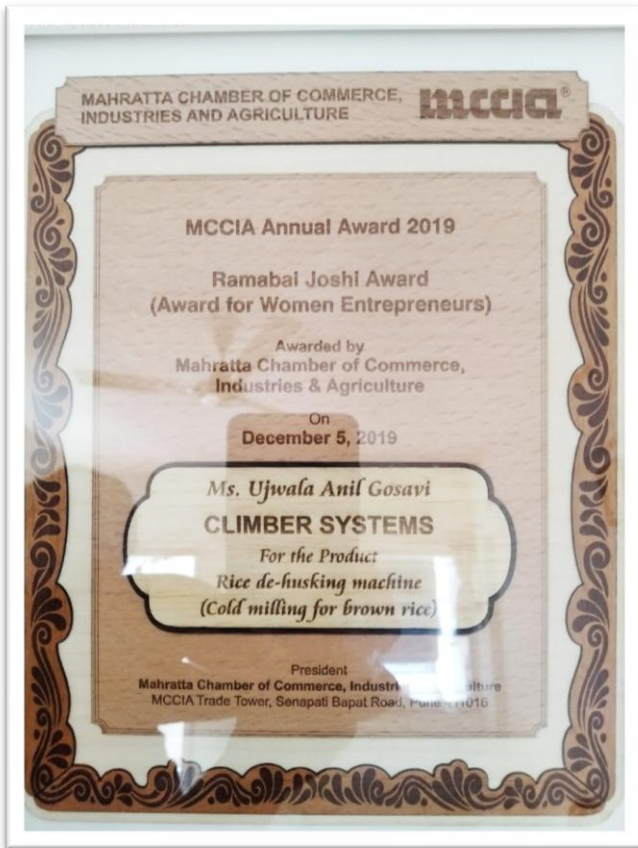 MAHRATTA CHAMBER OF COMMERCE,
INDUSTRIES AND AGRICULTURE
mccia®
MCCIA Annual Award 2019
Ramabai Joshi Award
(Award for Women Entrepreneurs)
Awarded by
Mahratta Chamber of Commerce,
Industries & Agriculture
On
December 5, 2019
Ms. Ujwala Anil Gosavi
CLIMBER SYSTEMS
For the Product
Rice de-husking machine
(Cold milling for brown rice)
President
Mahratta Chamber of Commerce,
MCCIA Trade Tower, Senapati Bapat Road, Pune 411016